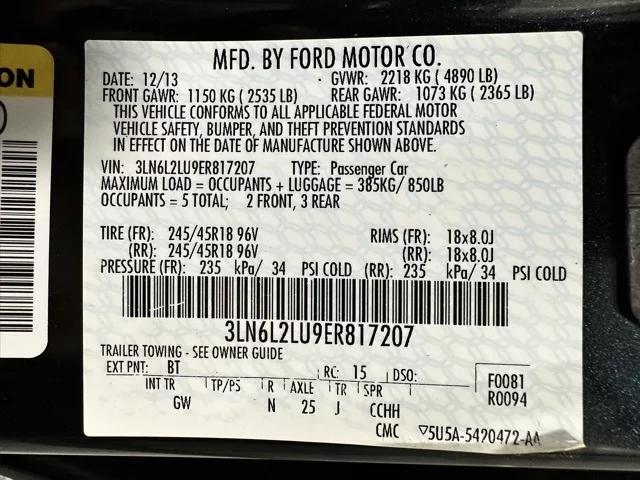 MFD. BY FORD MOTOR CO.
DATE: 12/13 GVWR: 2218 KG ( 4890 LB)
FRONT GAWR: 1150 KG ( 2535 LB) REAR GAWR: 1073 KG ( 2365 LB)
THIS VEHICLE CONFORMS TO ALL APPLICABLE FEDERAL MOTOR
VEHICLE SAFETY, BUMPER, AND THEFT PREVENTION STANDARDS
IN EFFECT ON THE DATE OF MANUFACTURE SHOWN ABOVE.
VIN: 3LN6L2LU9ER817207 TYPE: Passenger Car
MAXIMUM LOAD = OCCUPANTS + LUGGAGE = 385KG/ 850LB
OCCUPANTS = 5 TOTAL; 2 FRONT, 3 REAR
TIRE (FR): 245/45R18 96V RIMS (FR): 18x8.0J
(RR): 245/45R18 96V (RR): 18x8.0J
PRESSURE (FR): 235 kPa/ 34 PSI COLD (RR): 235 kPa/ 34 PSI COLD
3LN6L2LU9ER817207
TRAILER TOWING - SEE OWNER GUIDE
EXT PNT: BT RC: 15 DSO:
INT TR TP/PS R AXLE TR SPR
GW N 25 J CCHH
F0081
R0094
CMC ▽5U5A-5420472-AA
ON